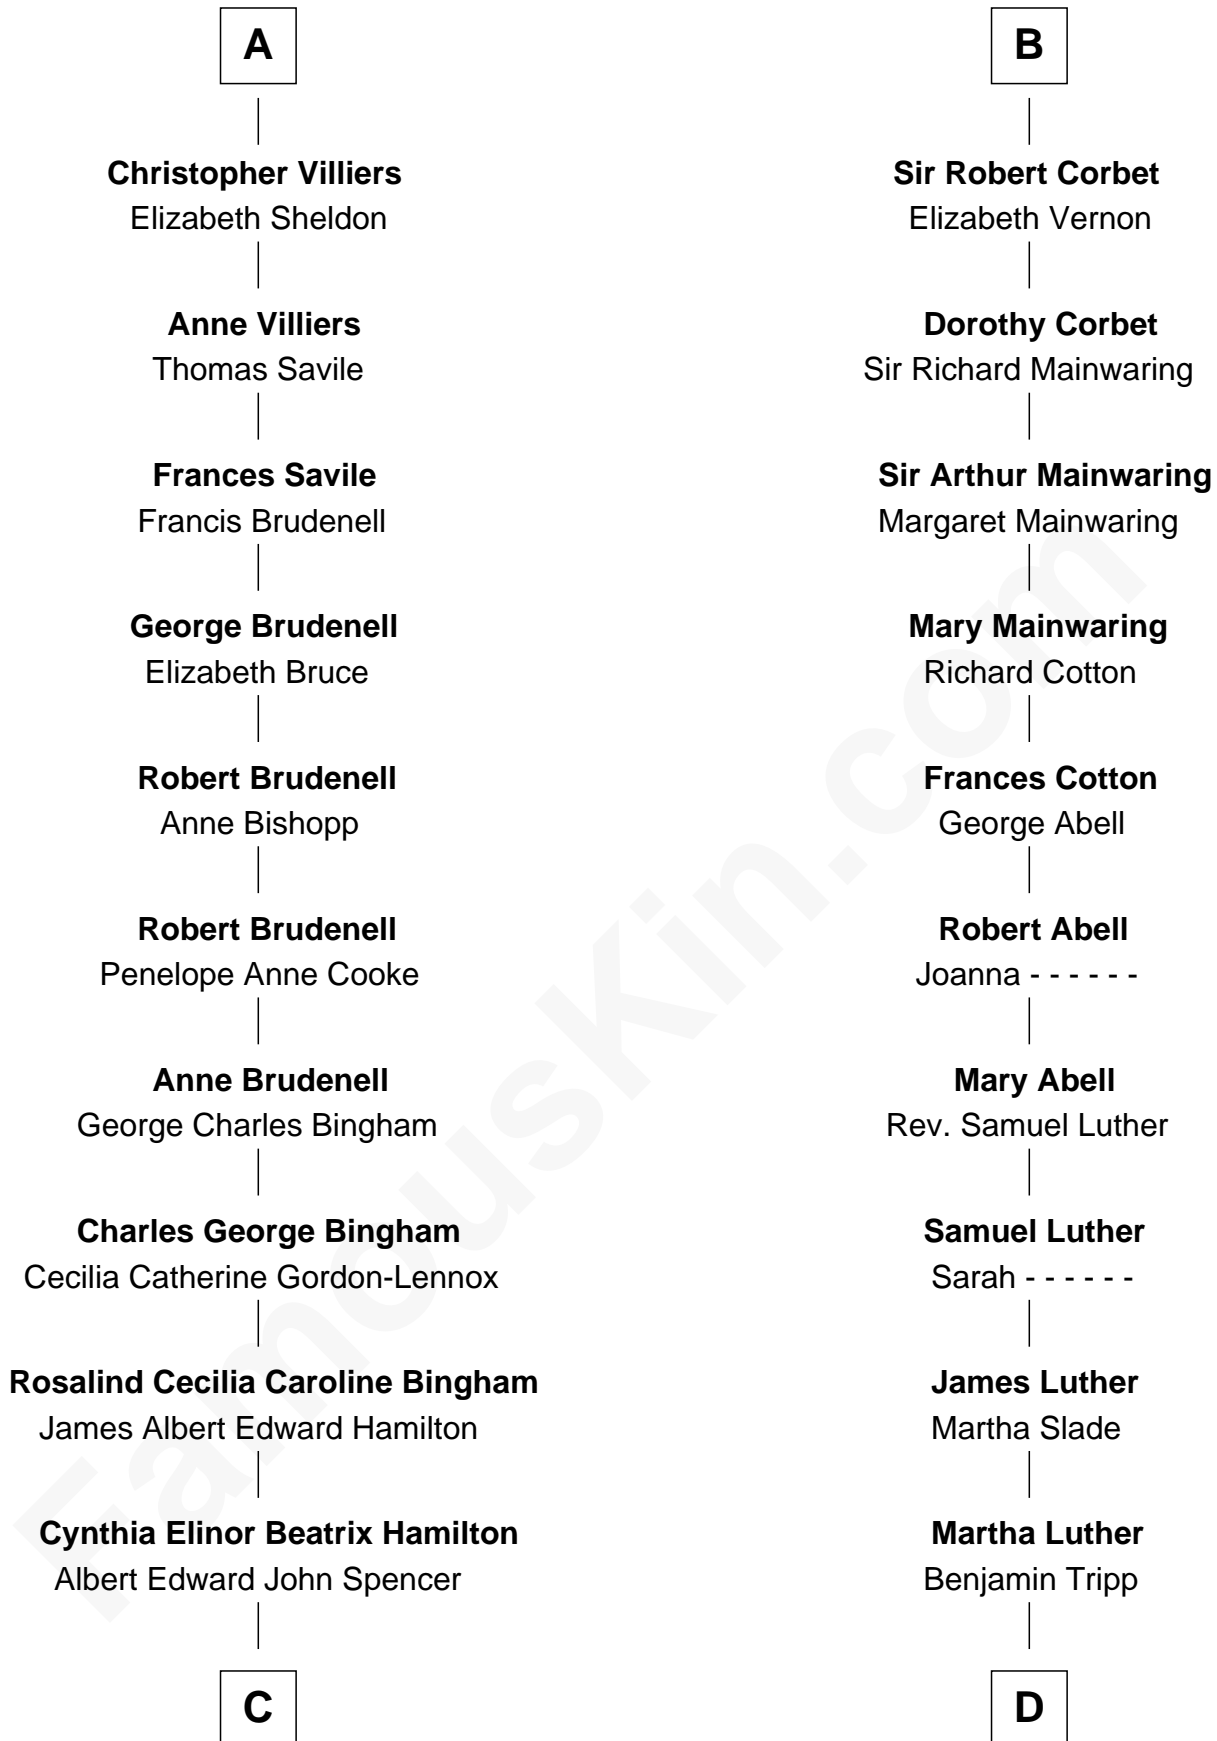 A
Christopher Villiers
Elizabeth Sheldon
Anne Villiers
Thomas Savile
Frances Savile
Francis Brudenell
George Brudenell
Elizabeth Bruce
Robert Brudenell
Anne Bishopp
Robert Brudenell
Penelope Anne Cooke
Anne Brudenell
George Charles Bingham
Charles George Bingham
Cecilia Catherine Gordon-Lennox
Rosalind Cecilia Caroline Bingham
James Albert Edward Hamilton
Cynthia Elinor Beatrix Hamilton
Albert Edward John Spencer
C
B
Sir Robert Corbet
Elizabeth Vernon
Dorothy Corbet
Sir Richard Mainwaring
Sir Arthur Mainwaring
Margaret Mainwaring
Mary Mainwaring
Richard Cotton
Frances Cotton
George Abell
Robert Abell
Joanna - - - - - -
Mary Abell
Rev. Samuel Luther
Samuel Luther
Sarah - - - - - -
James Luther
Martha Slade
Martha Luther
Benjamin Tripp
D
FamousKin.com